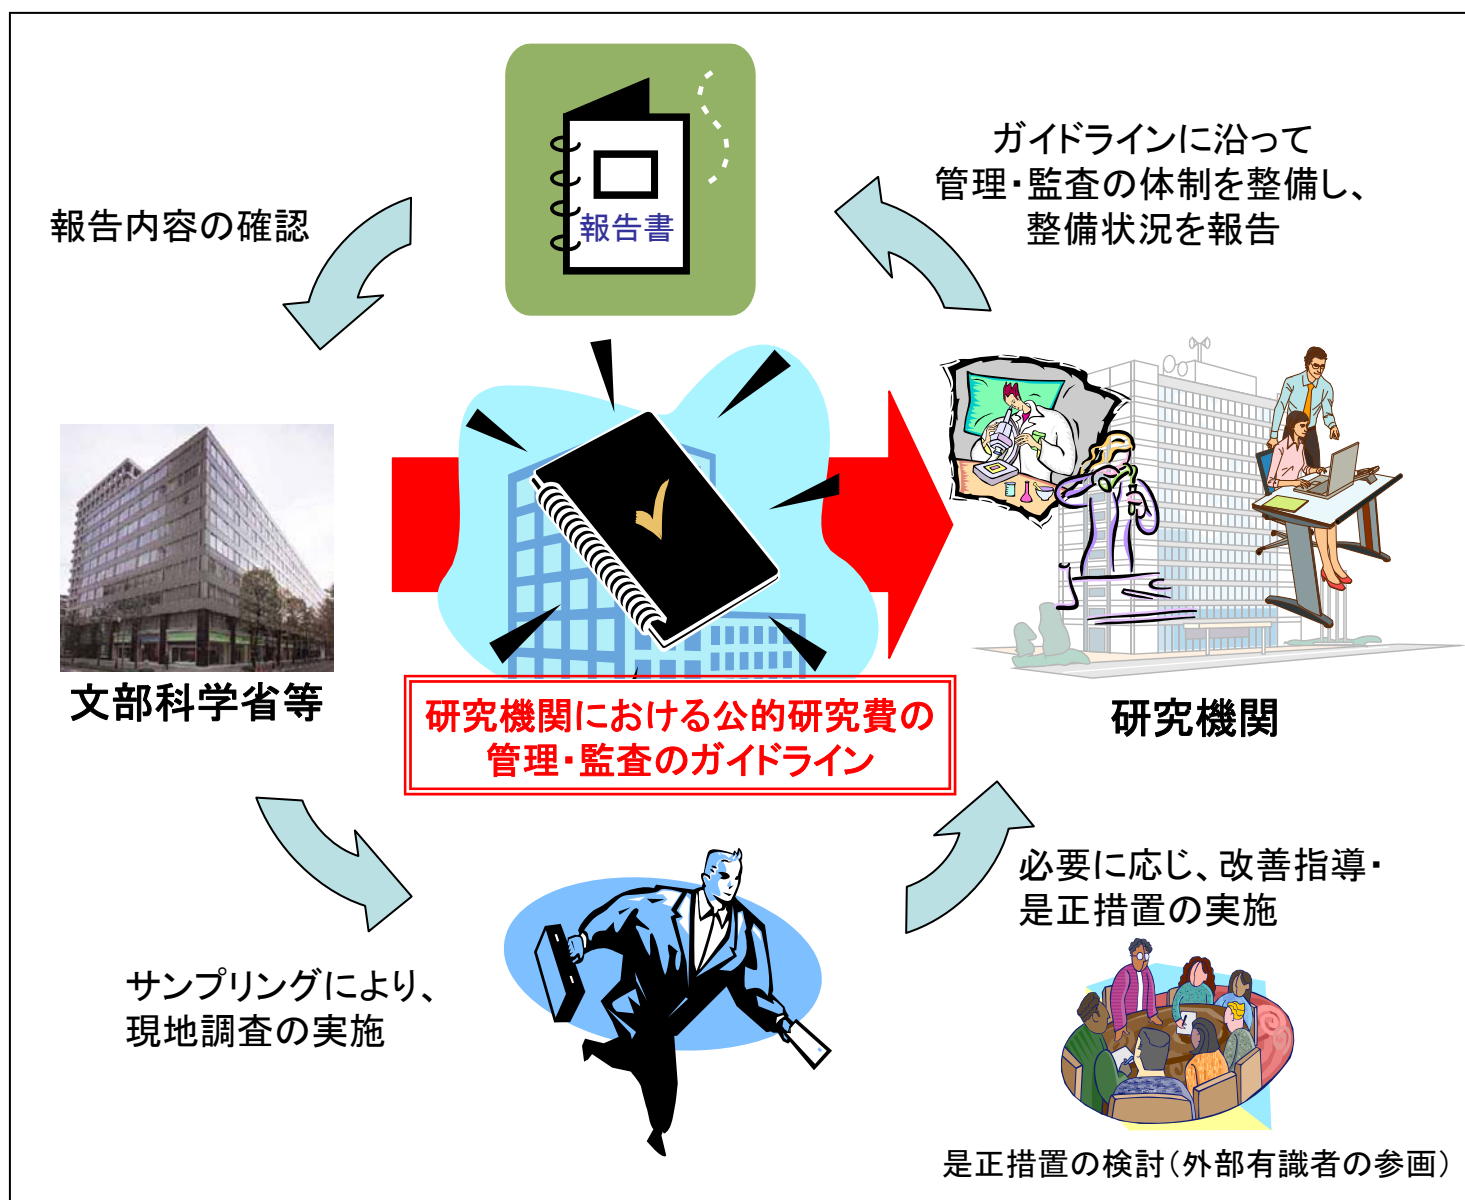 報告書
ガイドラインに沿って
管理・監査の体制を整備し、
整備状況を報告
報告内容の確認
文部科学省等
研究機関における公的研究費の
管理・監査のガイドライン
研究機関
サンプリングにより、
現地調査の実施
必要に応じ、改善指導・
是正措置の実施
是正措置の検討（外部有識者の参画）